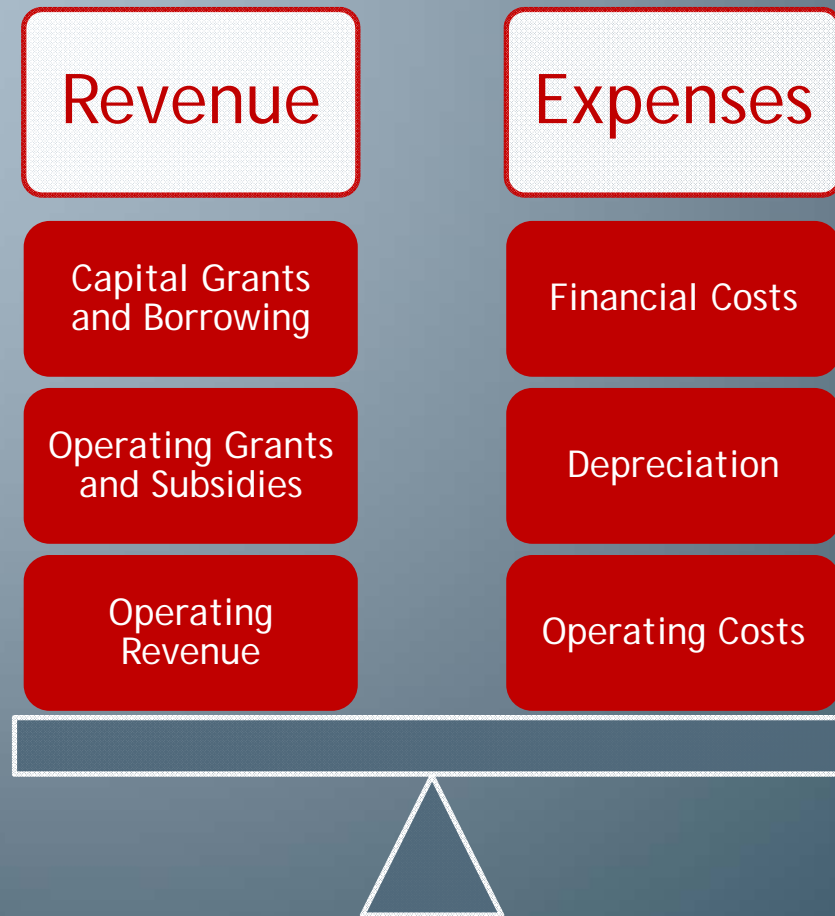 Revenue
Capital Grants
and Borrowing
Operating Grants
and Subsidies
Operating
Revenue
Expenses
Financial Costs
Depreciation
Operating Costs